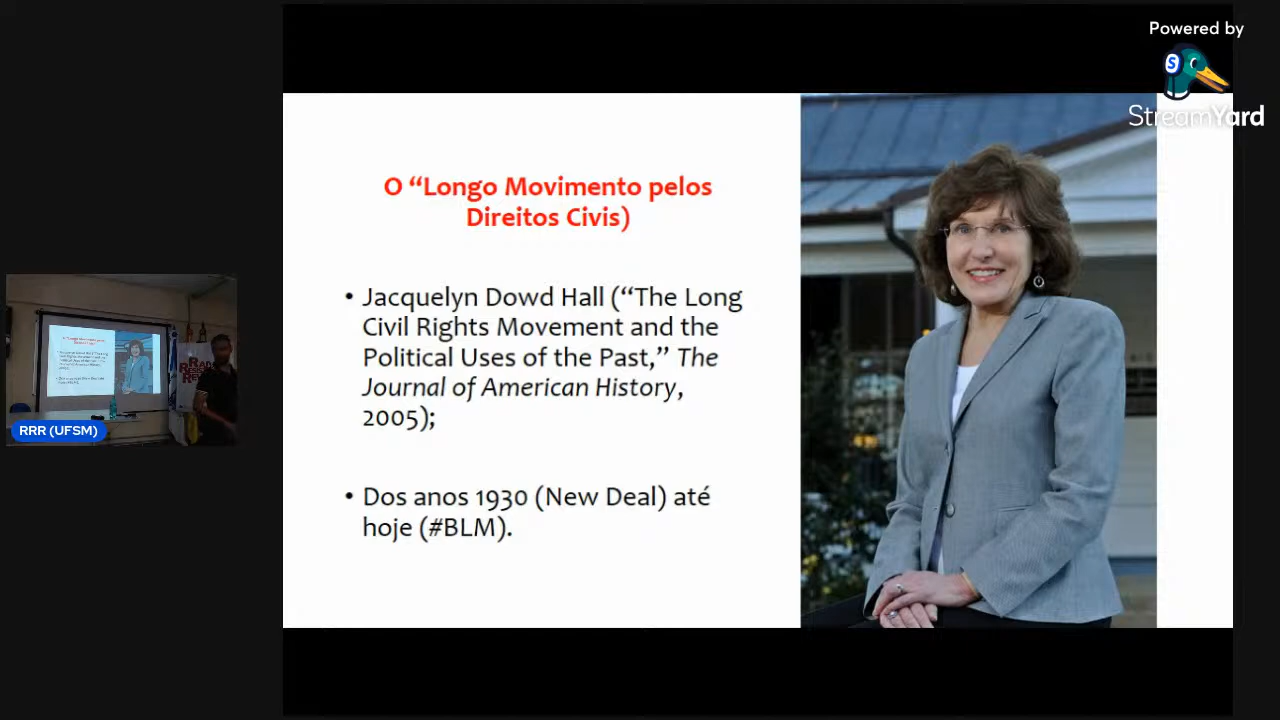 Powered by
StreamYard
O “Longo Movimento pelos
Direitos Civis)
• Jacquelyn Dowd Hall (“The Long
Civil Rights Movement and the
Political Uses of the Past,” The
Journal of American History,
2005);
• Dos anos 1930 (New Deal) até
hoje (#BLM).
RRR (UFSM)